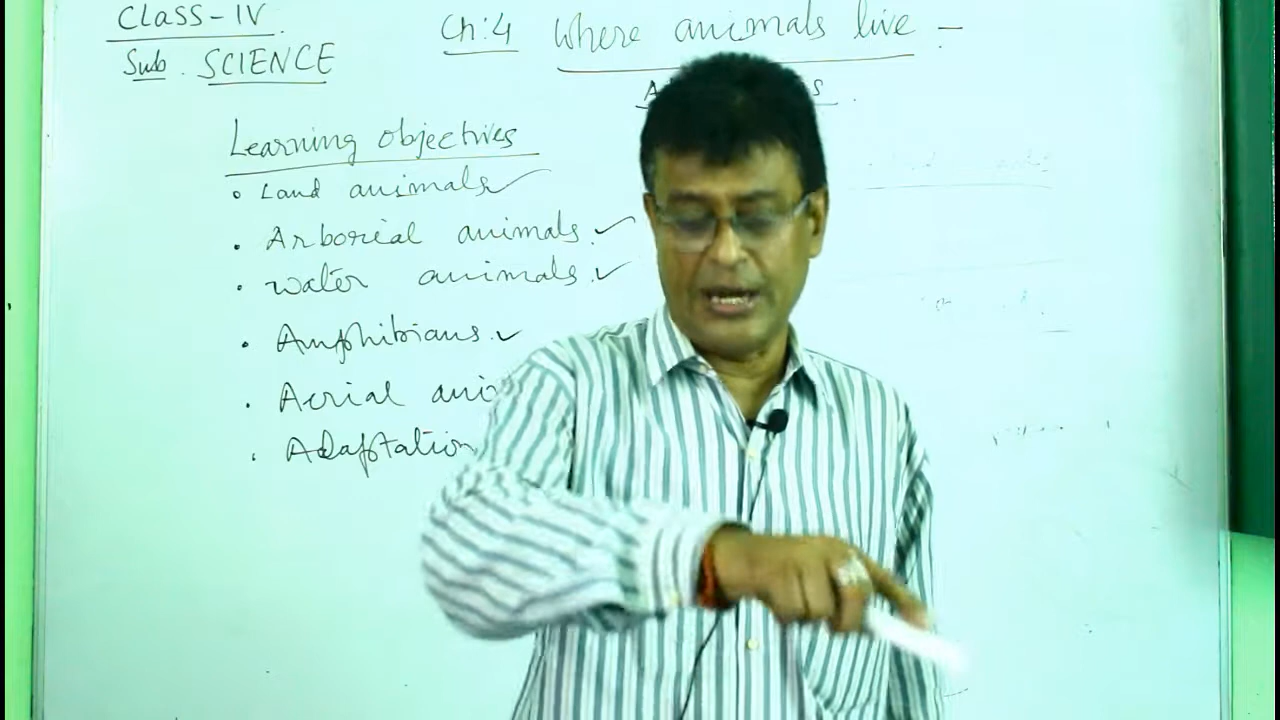 Class - IV
Sub. SCIENCE
Ch:4 Where animals live -
Learning objectives
• Land animals ✓
• Arborial animals. ✓
• water animals. ✓
• Amphibians. ✓
• Aerial
• Adaptation